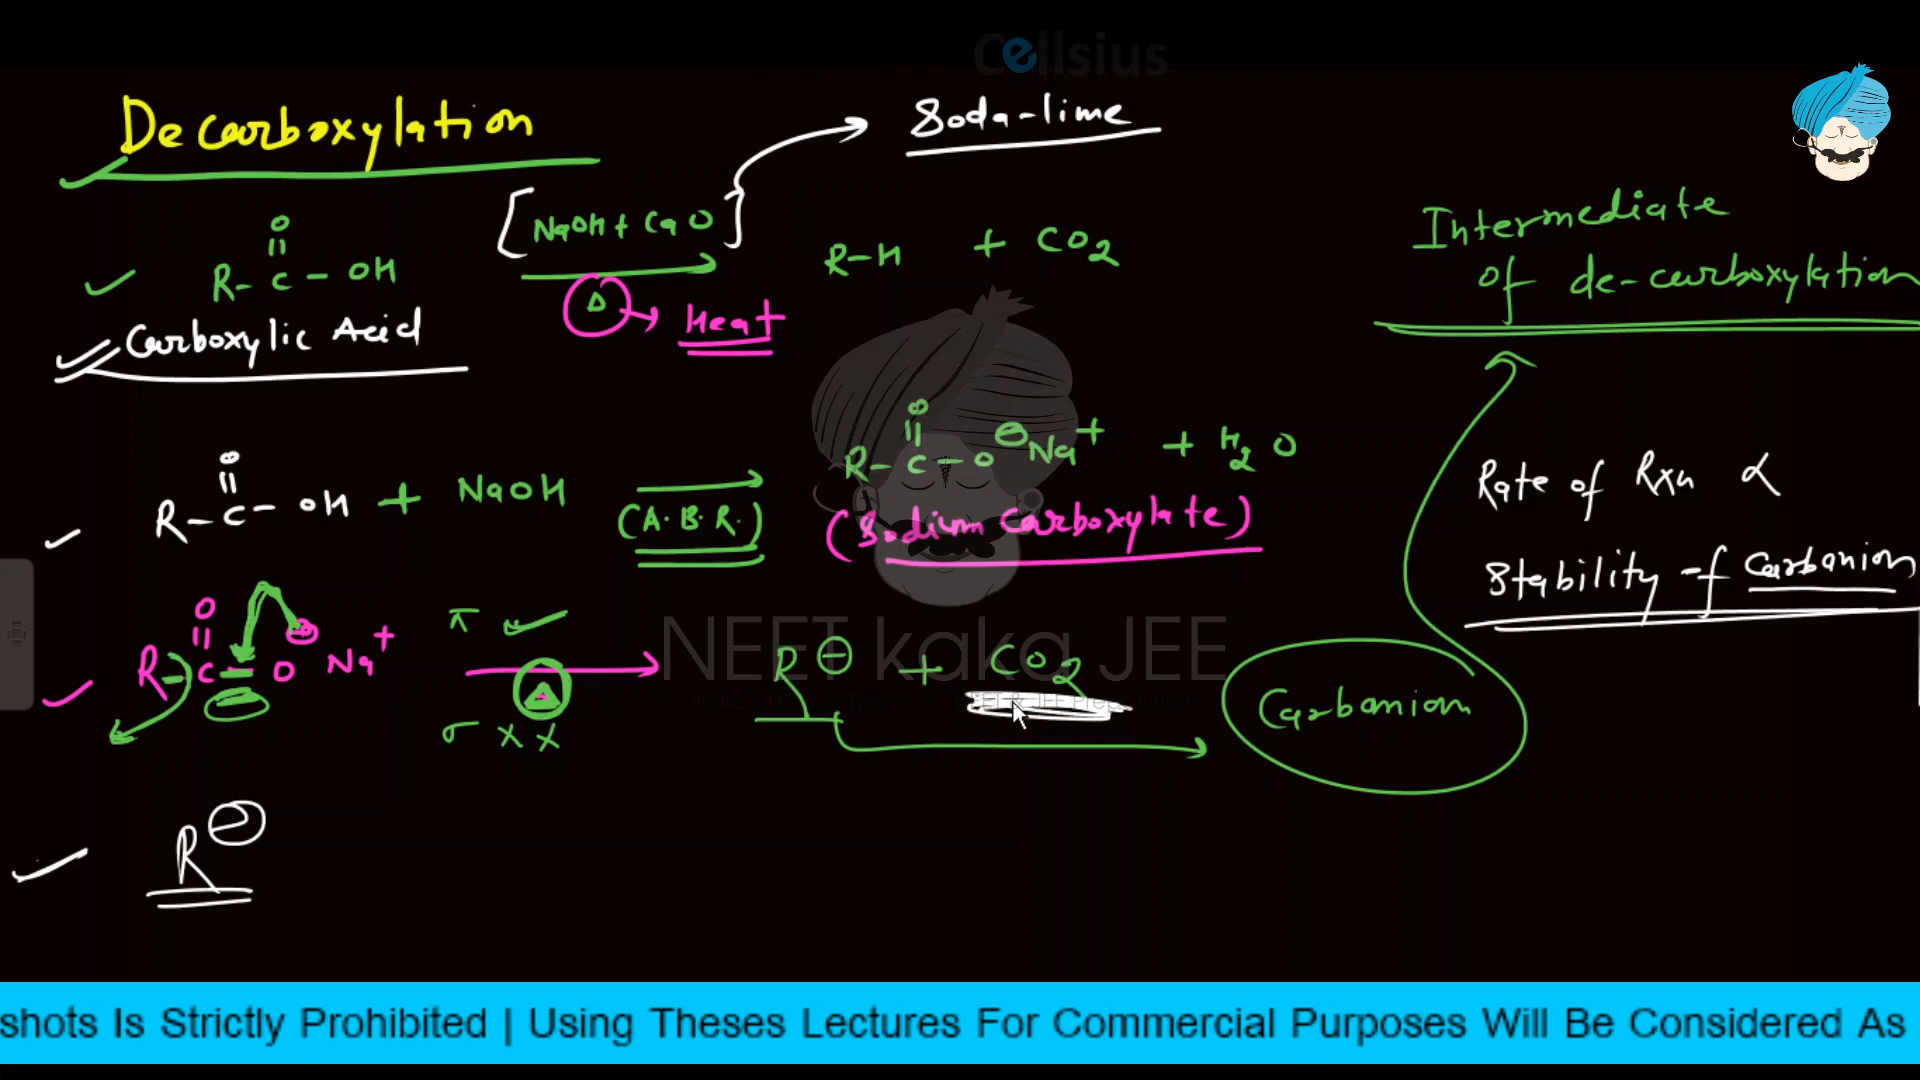 Cellsius
Decarboxylation
Soda-lime
[NaOH + CaO]
O
||
R-C-OH
R-H + CO2
Δ → Heat
Carboxylic Acid
Intermediate
of de-carboxylation
O
||
R-C-OH + NaOH
(A.B.R.)
O
||
R-C-O⊖Na+ + H2O
(Sodium carboxylate)
Rate of Rxn α
Stability of Carbanion
O
||
R-C=O⊖ Na+
π ✓
Δ
σ x x
R⊖ + CO2
Carbanion
NEET kaka JEE
R⊖
shots Is Strictly Prohibited | Using Theses Lectures For Commercial Purposes Will Be Considered As